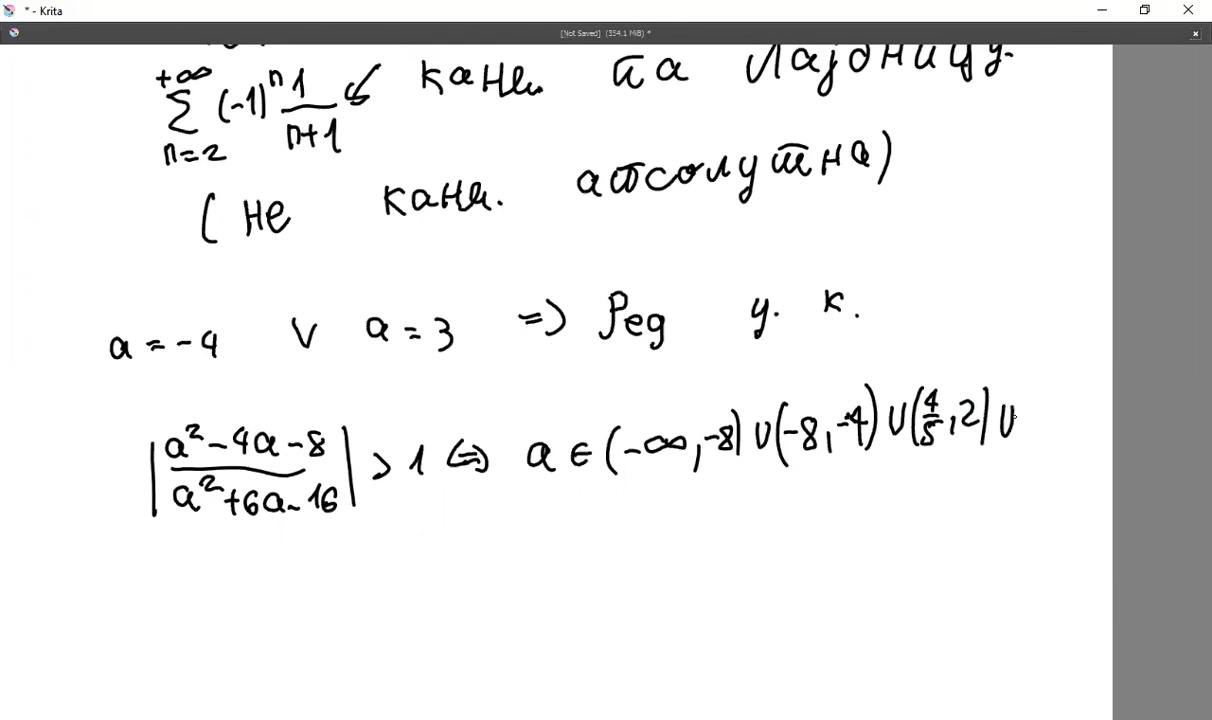 * - Krita
[Not Saved] (354.1 MiB) *
+∞
∑ (-1)^n 1/(n+1) конв. по Лајбницу.
n=2
(не конв. апсолутно)
a = -4 ∨ a = 3 => Ред у. к.
|(a² - 4a - 8)/(a² + 6a - 16)| > 1 <=> a ∈ (-∞, -8) ∪ (-8, -4) ∪ (4/5, 2) ∪